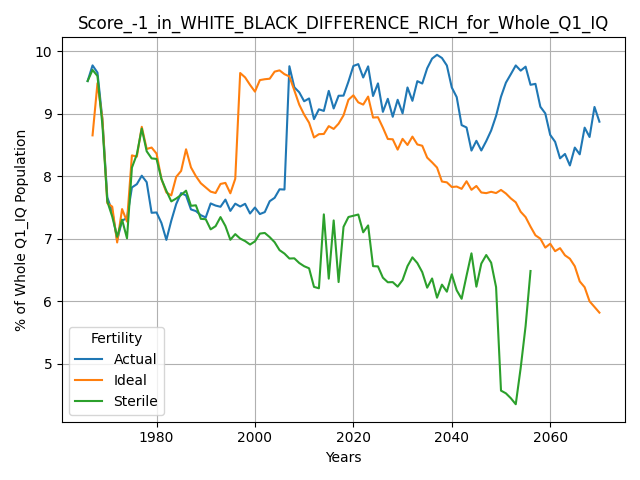 Score_-1_in_WHITE_BLACK_DIFFERENCE_RICH_for_Whole_Q1_IQ
% of Whole Q1_IQ Population
10
9
8
7
6
5
Fertility
Actual
Ideal
Sterile
1980
2000
2020
2040
2060
Years